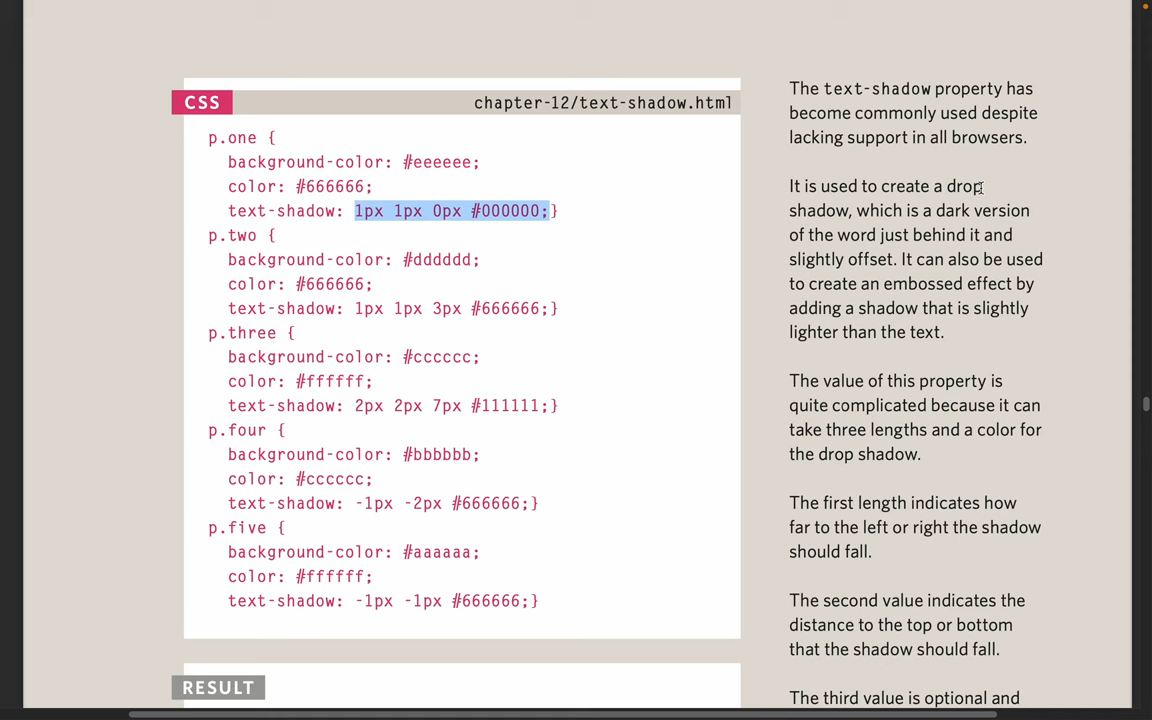 CSS
chapter-12/text-shadow.html
p.one {
background-color: #eeeeee;
color: #666666;
text-shadow: 1px 1px 0px #000000;}
p.two {
background-color: #dddddd;
color: #666666;
text-shadow: 1px 1px 3px #666666;}
p.three {
background-color: #cccccc;
color: #ffffff;
text-shadow: 2px 2px 7px #111111;}
p.four {
background-color: #bbbbbb;
color: #cccccc;
text-shadow: -1px -2px #666666;}
p.five {
background-color: #aaaaaa;
color: #ffffff;
text-shadow: -1px -1px #666666;}
RESULT
The text-shadow property has
become commonly used despite
lacking support in all browsers.
It is used to create a drop
shadow, which is a dark version
of the word just behind it and
slightly offset. It can also be used
to create an embossed effect by
adding a shadow that is slightly
lighter than the text.
The value of this property is
quite complicated because it can
take three lengths and a color for
the drop shadow.
The first length indicates how
far to the left or right the shadow
should fall.
The second value indicates the
distance to the top or bottom
that the shadow should fall.
The third value is optional and